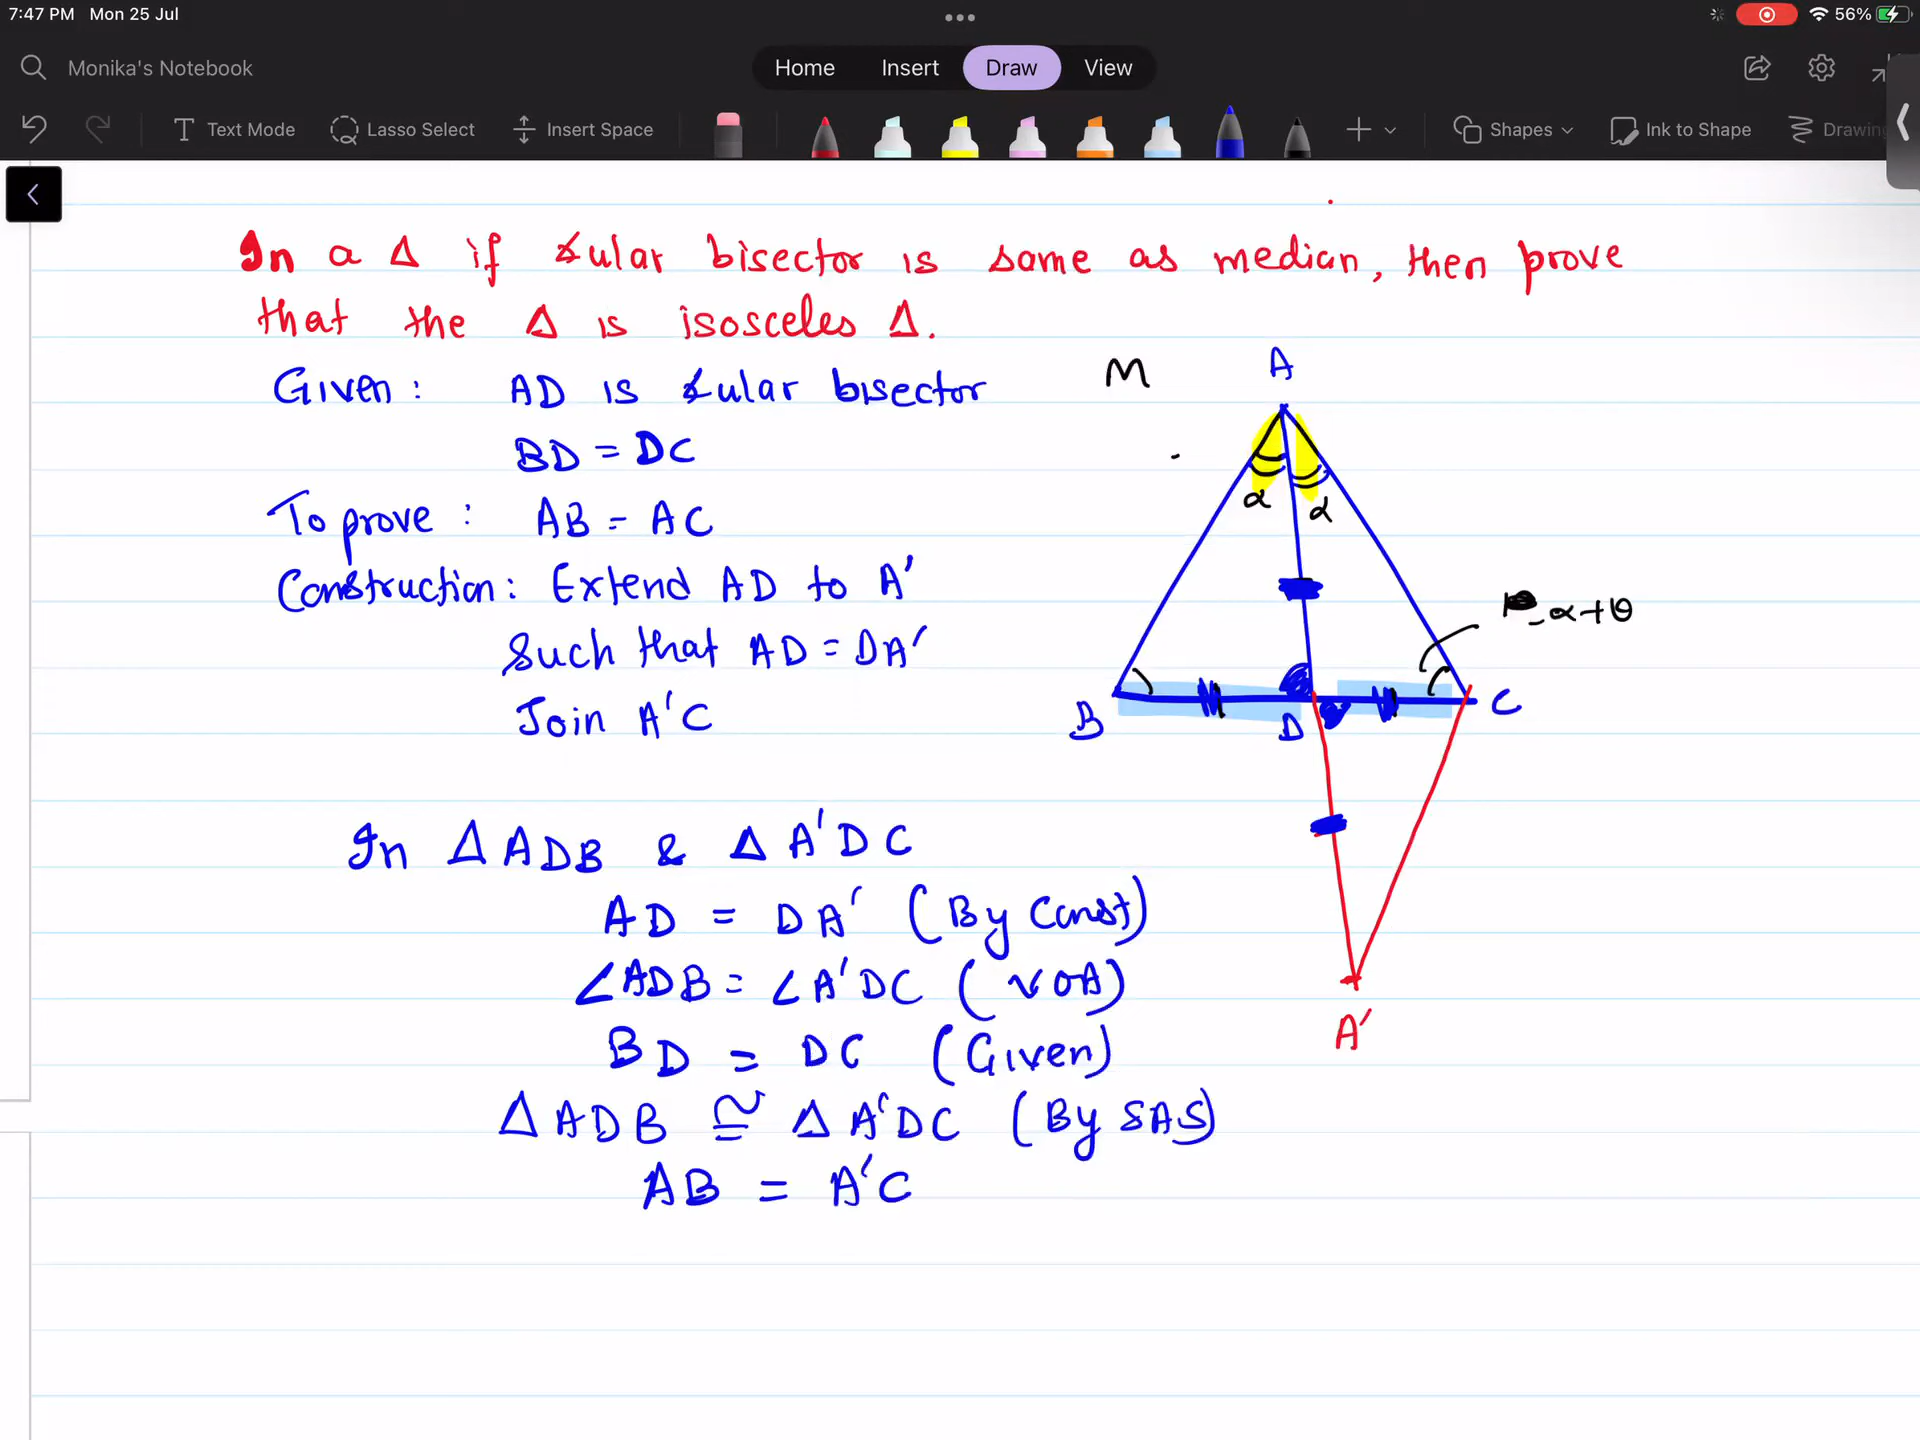 7:47 PM Mon 25 Jul
56%
Monika's Notebook
Home Insert Draw View
Text Mode Lasso Select Insert Space Shapes Ink to Shape Drawing
In a Δ if ∡ular bisector is same as median, then prove
that the Δ is isosceles Δ.
Given: AD is ∡ular bisector
BD = DC
To prove: AB = AC
Construction: Extend AD to A'
Such that AD = DA'
Join A'C
M
A
α α
α+θ
B D C
A'
In Δ ADB & Δ A'DC
AD = DA' (By Const)
∠ADB = ∠A'DC (VOA)
BD = DC (Given)
Δ ADB ≅ Δ A'DC (By SAS)
AB = A'C